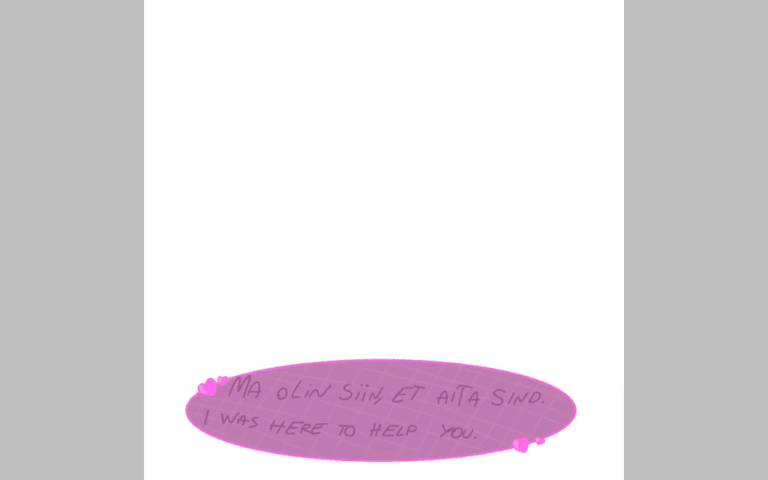 MA OLIN SIIN, ET AITA SIND.
I WAS HERE TO HELP YOU.